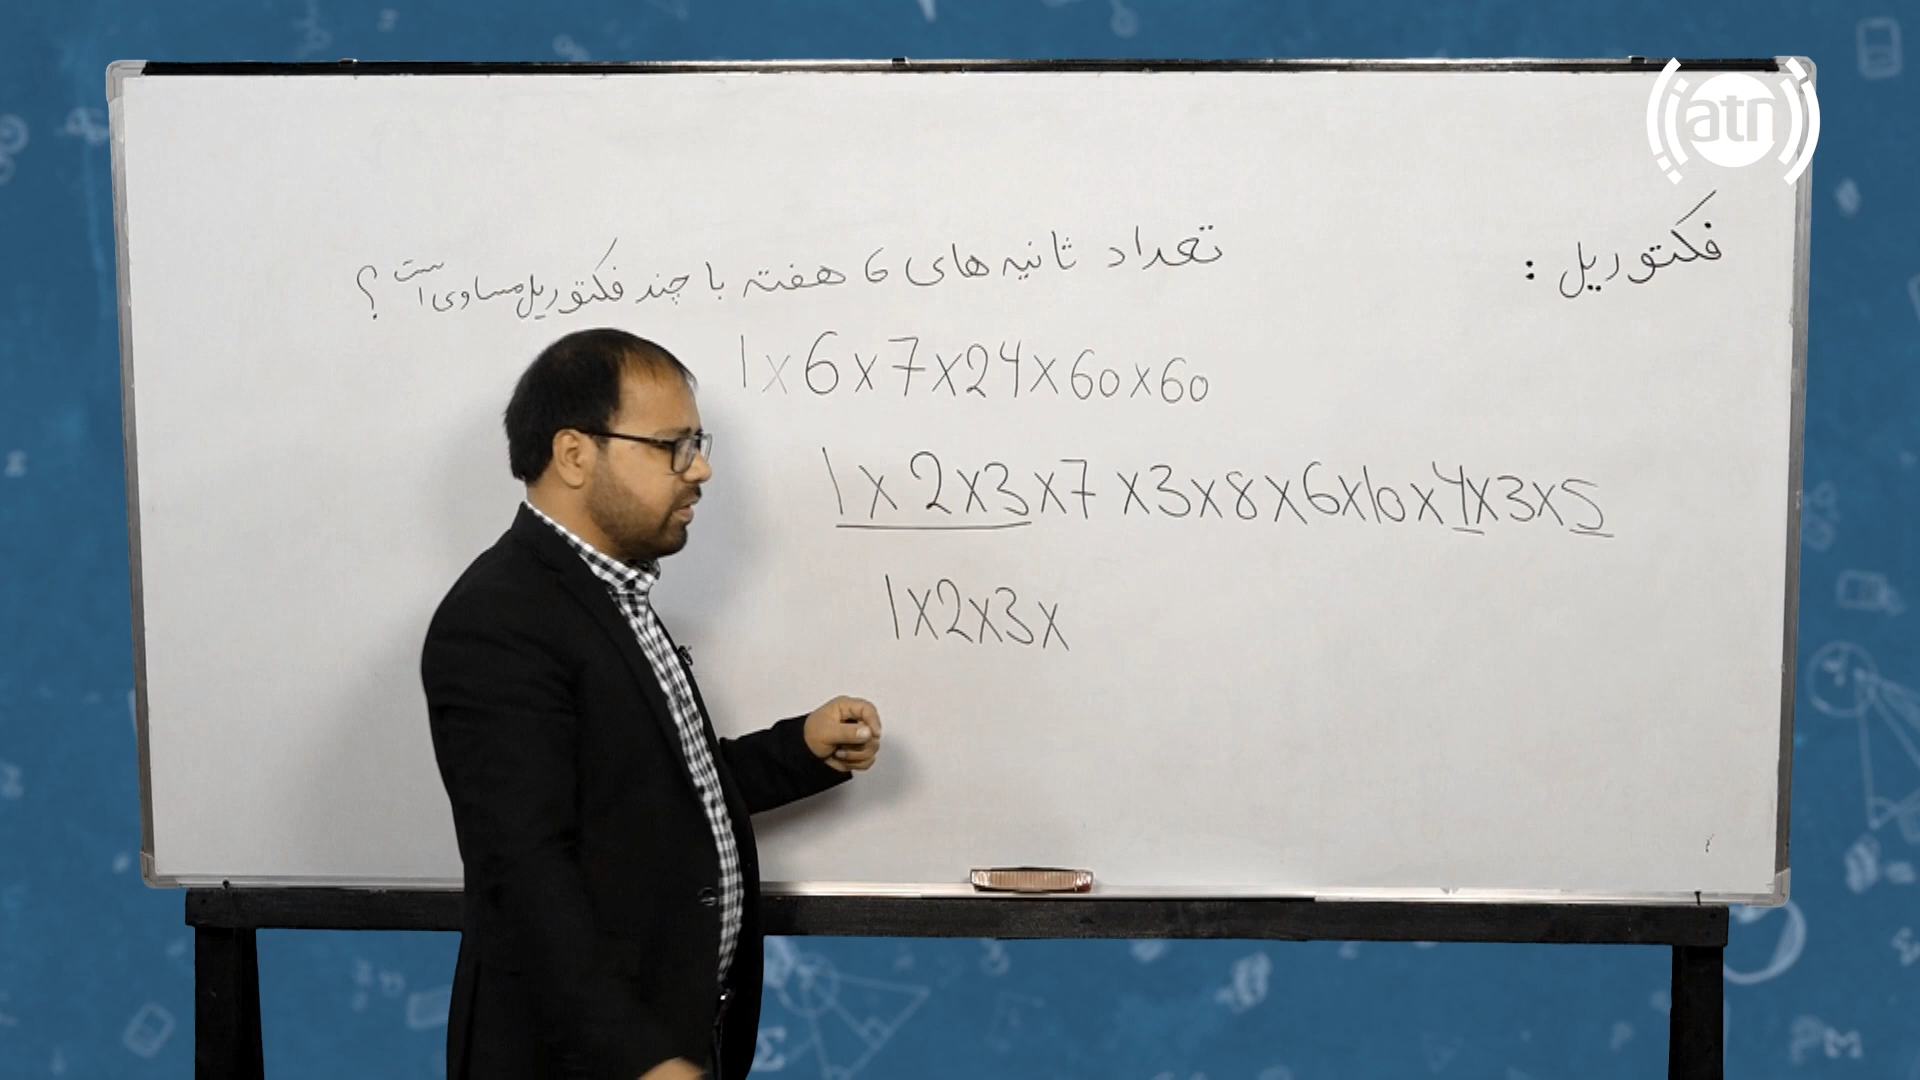 atn
فکتوریل :
تعداد ثانیه های 6 هفته با چند فکتوریل مساوی است ؟
1x6x7x24x60x60
1x2x3x7x3x8x6x10x4x3x5
1x2x3x